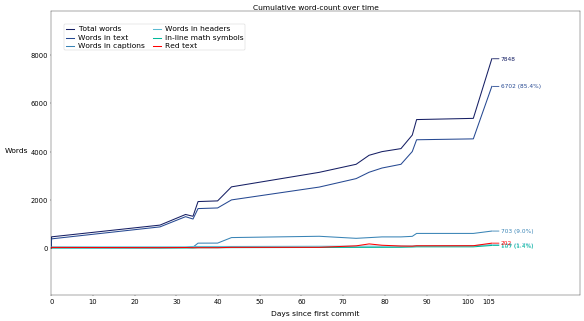 Cumulative word-count over time
Total words
Words in text
Words in captions
Words in headers
In-line math symbols
Red text
Words
8000
6000
4000
2000
0
7848
6702 (85.4%)
703 (9.0%)
(1.4%)
0 10 20 30 40 50 60 70 80 90 100 105
Days since first commit